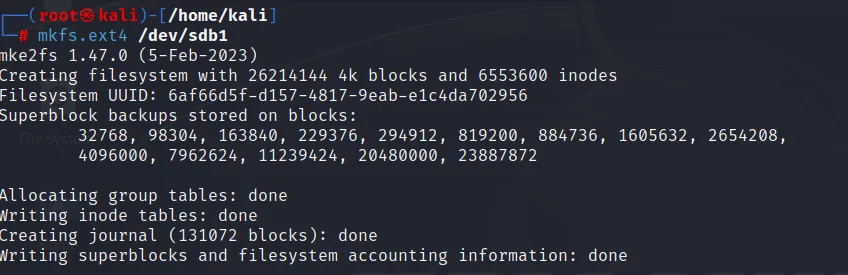 ┌──(root㉿kali)-[/home/kali]
└─# mkfs.ext4 /dev/sdb1
mke2fs 1.47.0 (5-Feb-2023)
Creating filesystem with 26214144 4k blocks and 6553600 inodes
Filesystem UUID: 6af66d5f-d157-4817-9eab-e1c4da702956
Superblock backups stored on blocks:
        32768, 98304, 163840, 229376, 294912, 819200, 884736, 1605632, 2654208,
        4096000, 7962624, 11239424, 20480000, 23887872
File System

Allocating group tables: done
Writing inode tables: done
Creating journal (131072 blocks): done
Writing superblocks and filesystem accounting information: done